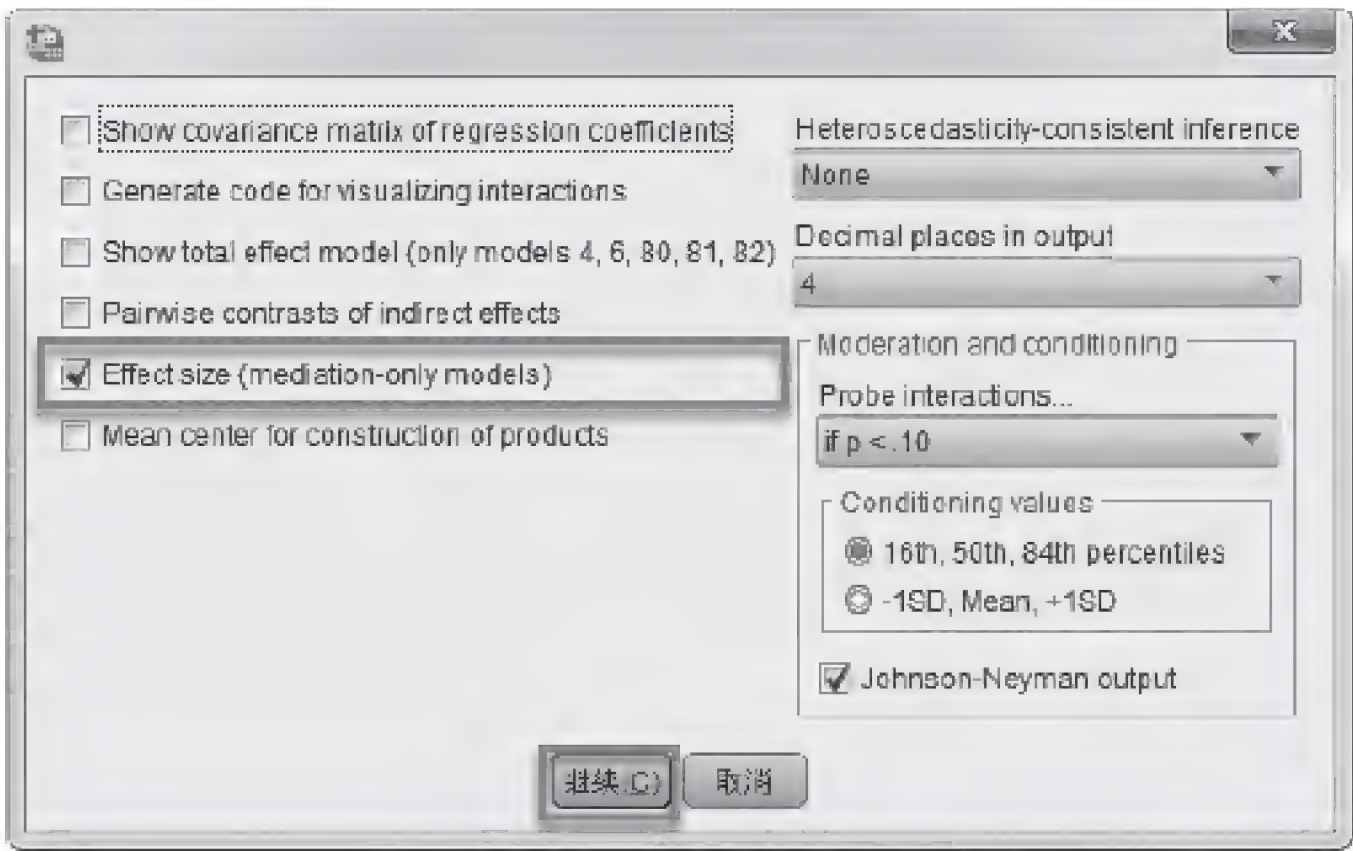 Show covariance matrix of regression coefficients
Generate code for visualizing interactions
Show total effect model (only models 4, 6, 80, 81, 82)
Pairwise contrasts of indirect effects
Effect size (mediation-only models)
Mean center for construction of products
Heteroscedasticity-consistent inference
None
Decimal places in output
4
Moderation and conditioning
Probe interactions...
if p < .10
Conditioning values
16th, 50th, 84th percentiles
-1SD, Mean, +1SD
Johnson-Neyman output
继续(C)
取消